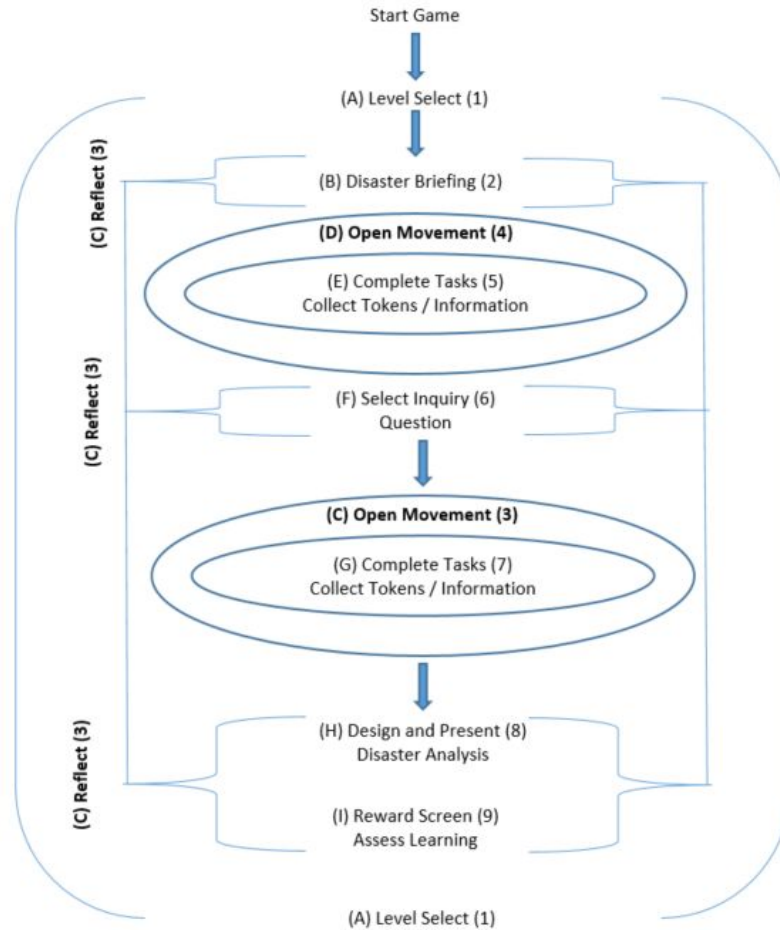 Start Game
(A) Level Select (1)
(C) Reflect (3)
(B) Disaster Briefing (2)
(D) Open Movement (4)
(E) Complete Tasks (5)
Collect Tokens / Information
(C) Reflect (3)
(F) Select Inquiry (6)
Question
(C) Open Movement (3)
(G) Complete Tasks (7)
Collect Tokens / Information
(C) Reflect (3)
(H) Design and Present (8)
Disaster Analysis
(I) Reward Screen (9)
Assess Learning
(A) Level Select (1)